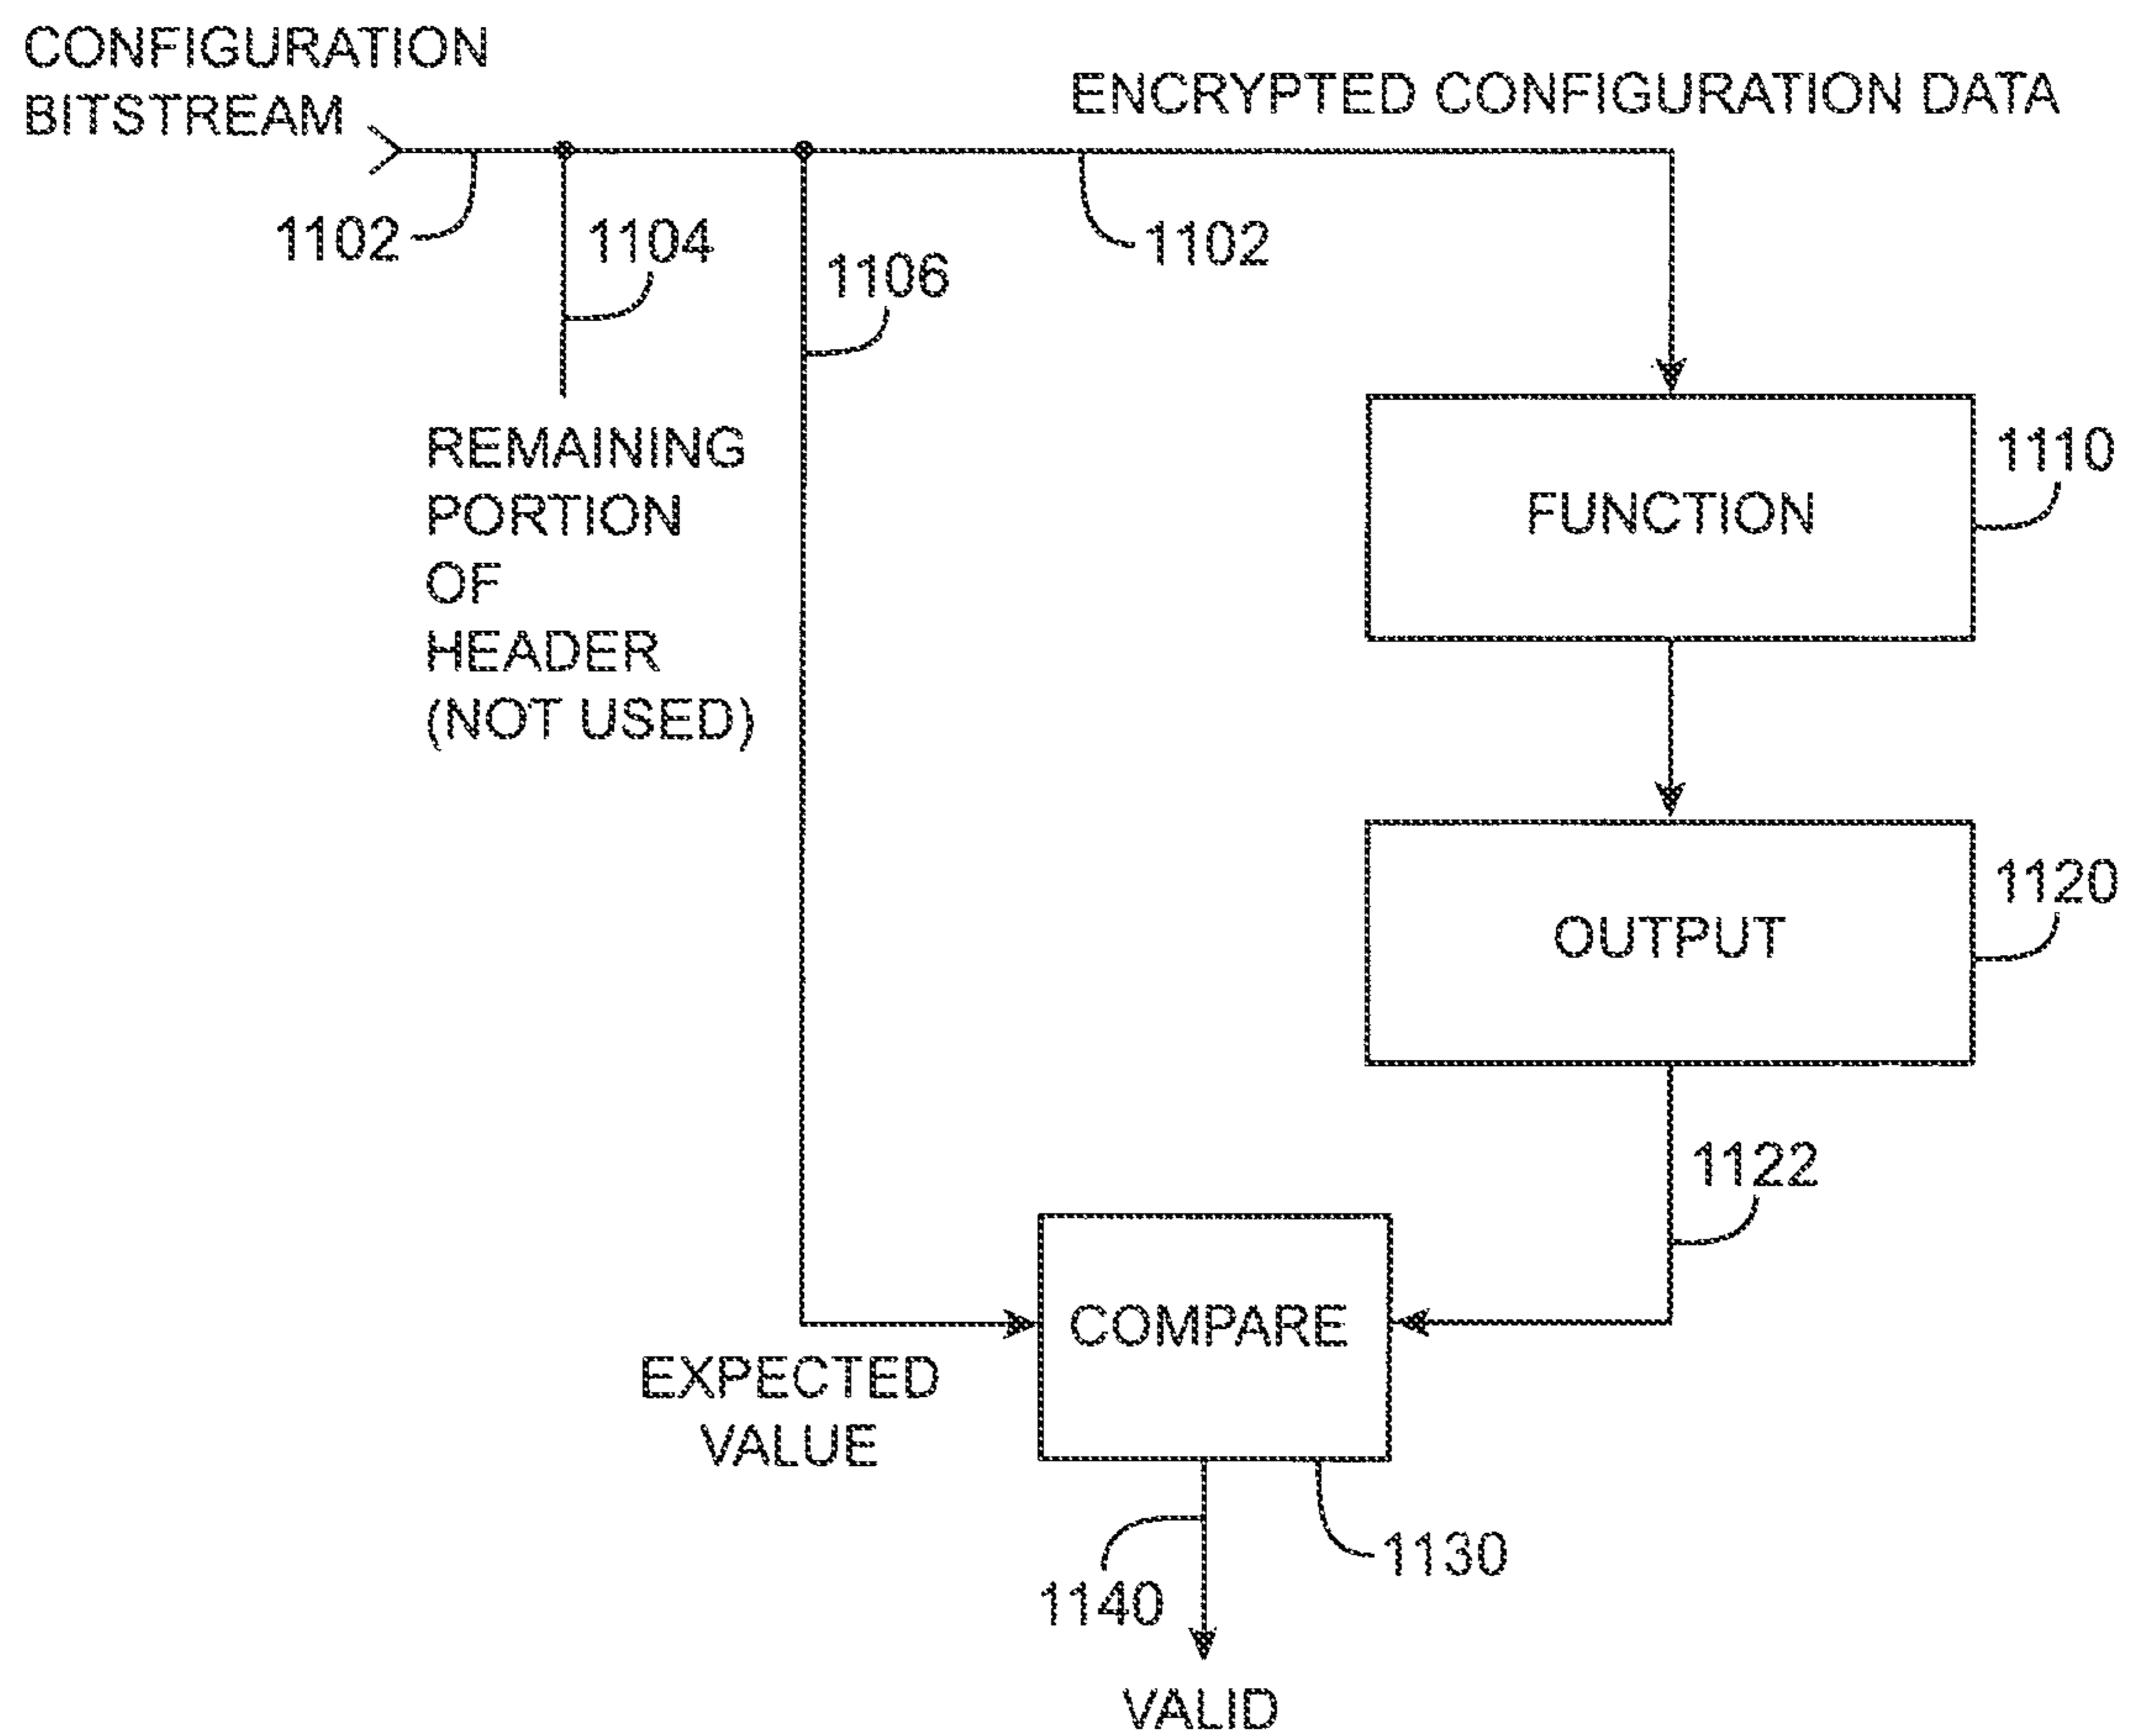 CONFIGURATION
BITSTREAM
ENCRYPTED CONFIGURATION DATA
1102
1104
1106
1102
REMAINING
PORTION
OF
HEADER
(NOT USED)
1110
FUNCTION
1120
OUTPUT
1122
COMPARE
EXPECTED
VALUE
1130
1140
VALID